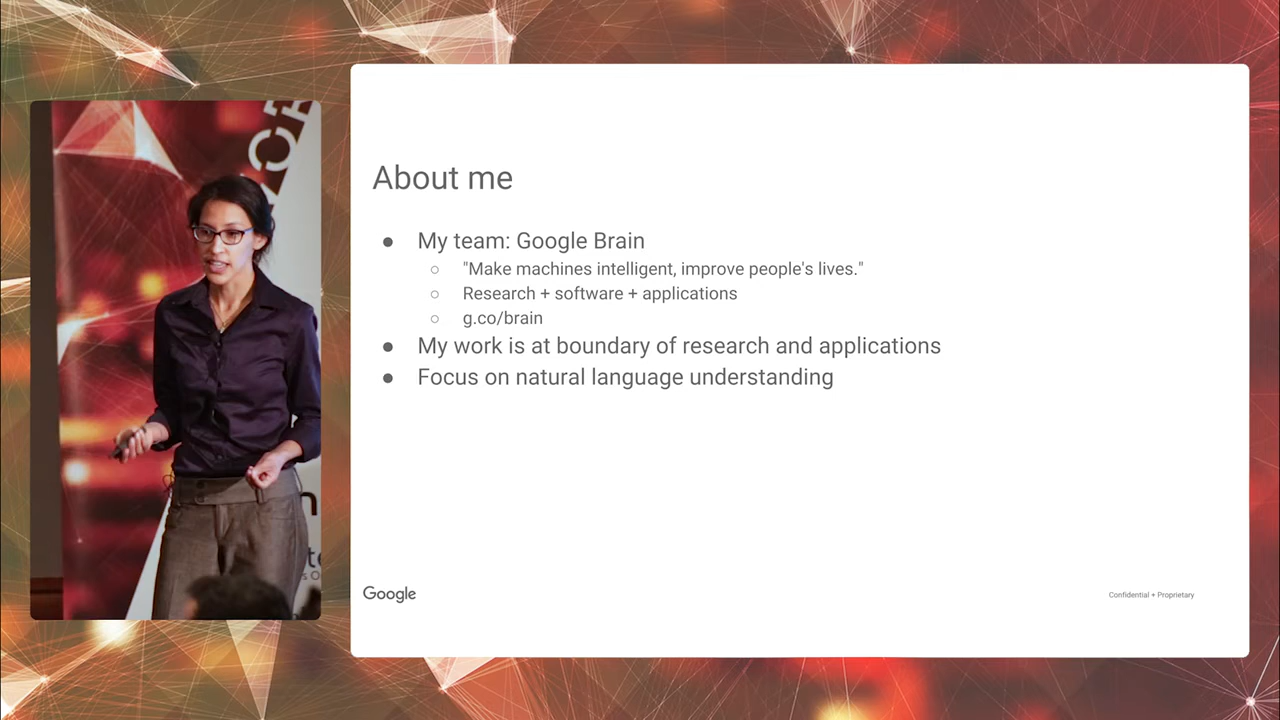 About me
● My team: Google Brain
○ "Make machines intelligent, improve people's lives."
○ Research + software + applications
○ g.co/brain
● My work is at boundary of research and applications
● Focus on natural language understanding
Google
Confidential + Proprietary